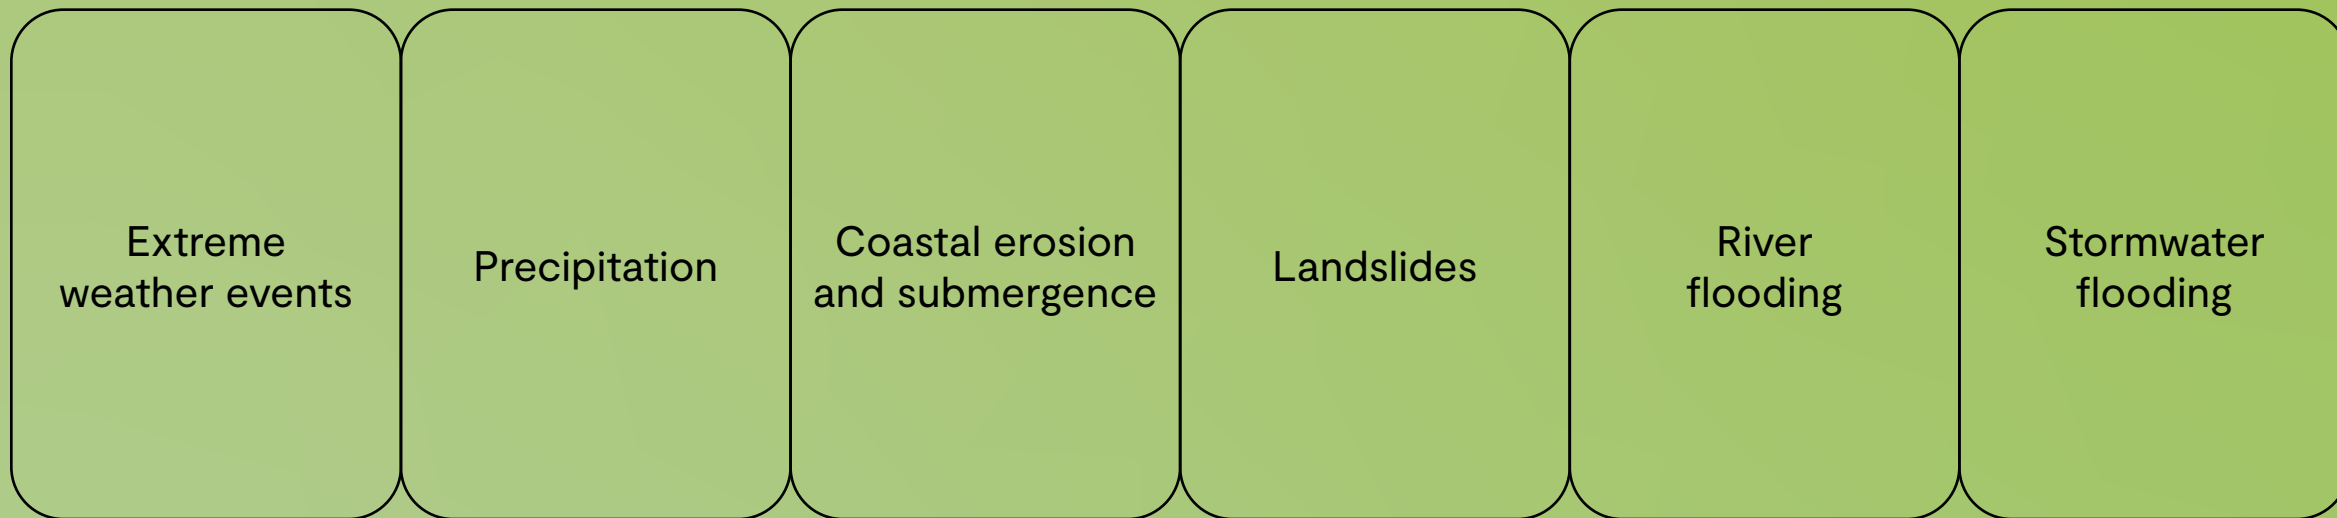 Extreme
weather events
Precipitation
Coastal erosion
and submergence
Landslides
River
flooding
Stormwater
flooding